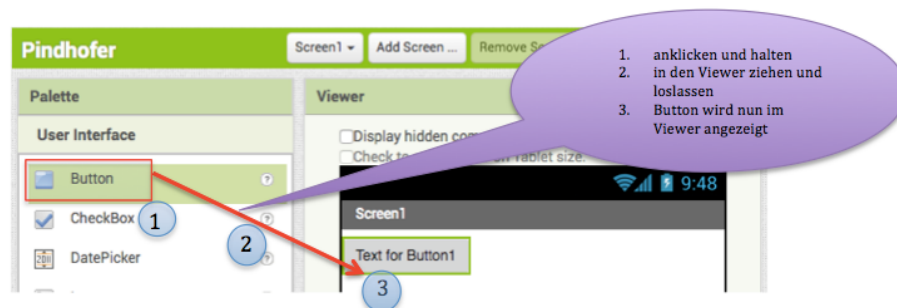 Pindhofer
Screen1
Add Screen ...
Remove
1. anklicken und halten
2. in den Viewer ziehen und
loslassen
3. Button wird nun im
Viewer angezeigt
Palette
Viewer
User Interface
Display hidden
Check to
Tablet size.
Button
?
9:48
Screen1
CheckBox
?
1
2
DatePicker
?
Text for Button1
3